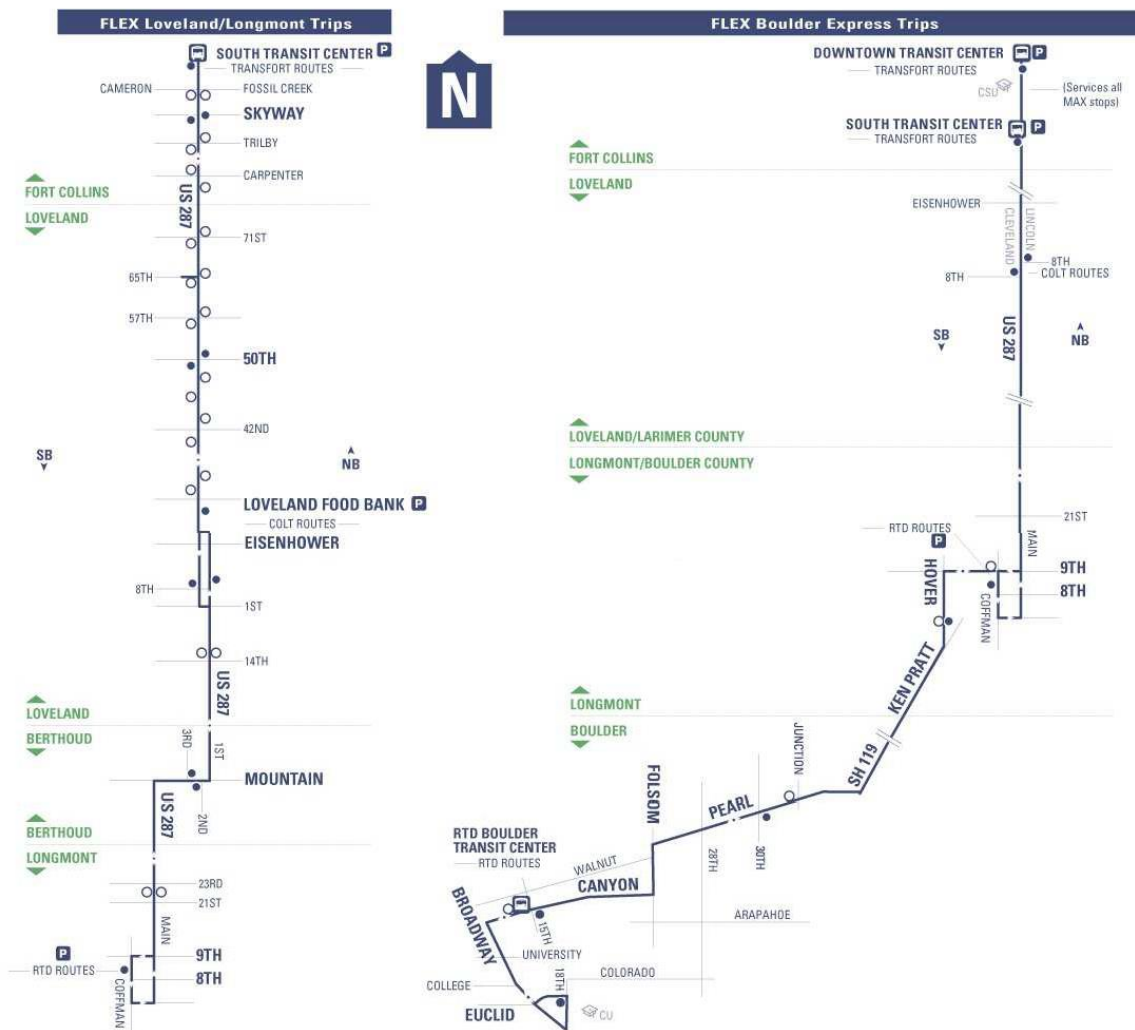 FLEX Loveland/Longmont Trips
SOUTH TRANSIT CENTER P
TRANSFORT ROUTES
CAMERON
FOSSIL CREEK
SKYWAY
TRILBY
CARPENTER
FORT COLLINS
LOVELAND
US 287
71ST
65TH
57TH
50TH
42ND
SB
NB
LOVELAND FOOD BANK P
COLT ROUTES
EISENHOWER
8TH
1ST
14TH
US 287
LOVELAND
BERTHOUD
3RD
1ST
MOUNTAIN
US 287
2ND
BERTHOUD
LONGMONT
23RD
21ST
MAIN
P
9TH
RTD ROUTES
8TH
COFFMAN
N
FLEX Boulder Express Trips
DOWNTOWN TRANSIT CENTER P
TRANSFORT ROUTES
CSU
(Services all
MAX stops)
SOUTH TRANSIT CENTER P
TRANSFORT ROUTES
FORT COLLINS
LOVELAND
EISENHOWER
CLEVELAND
LINCOLN
8TH
COLT ROUTES
8TH
US 287
SB
NB
LOVELAND/LARIMER COUNTY
LONGMONT/BOULDER COUNTY
21ST
RTD ROUTES
P
MAIN
HOVER
9TH
8TH
COFFMAN
KEN PRATT
LONGMONT
BOULDER
JUNCTION
SH 119
FOLSOM
PEARL
RTD BOULDER
TRANSIT CENTER
RTD ROUTES
28TH
30TH
WALNUT
CANYON
BROADWAY
15TH
ARAPAHOE
UNIVERSITY
COLORADO
18TH
COLLEGE
EUCLID
CU